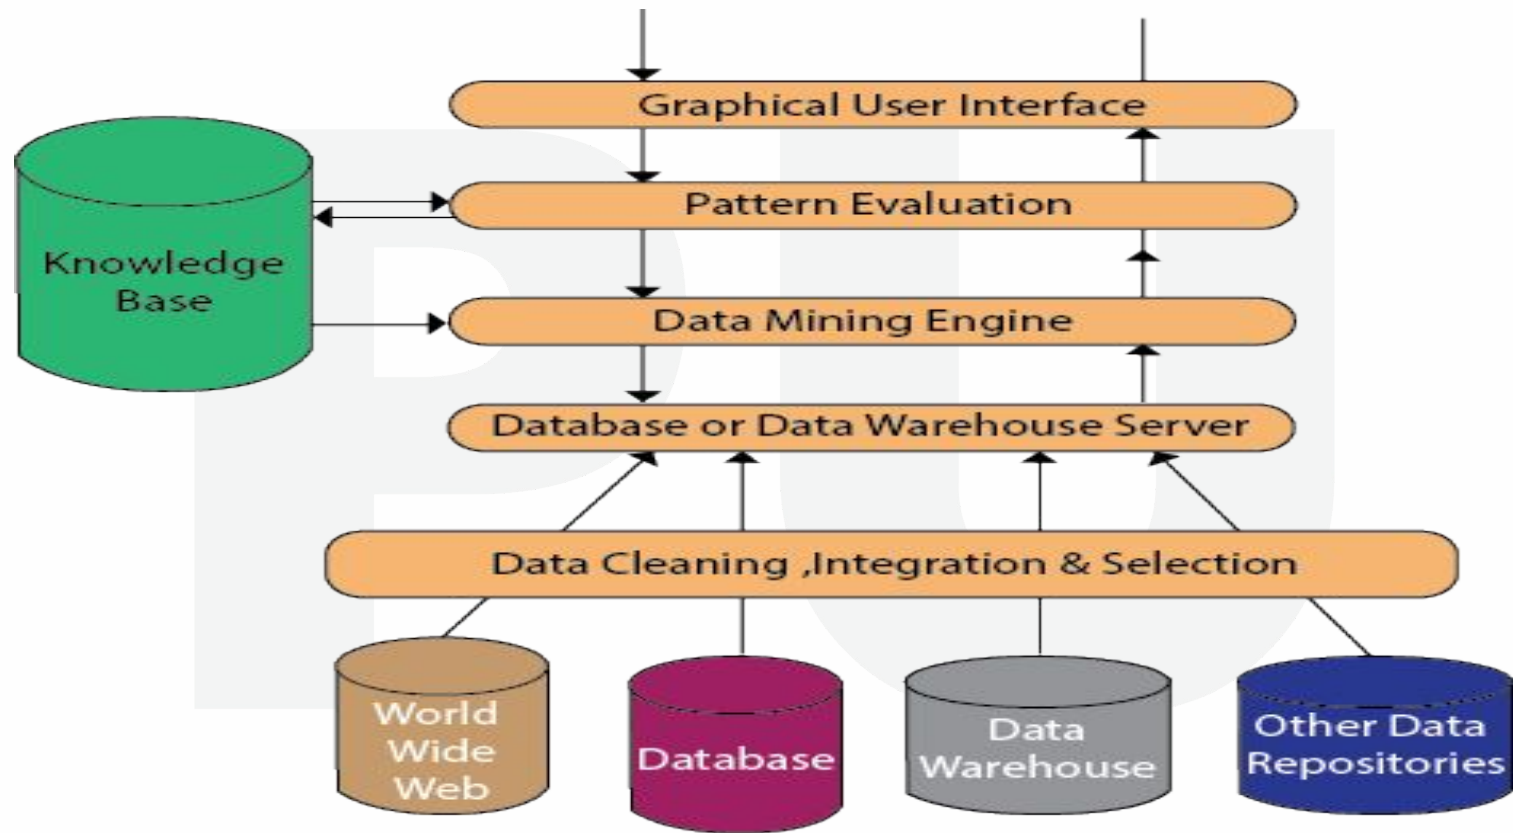 Graphical User Interface
Pattern Evaluation
Knowledge
Base
Data Mining Engine
Database or Data Warehouse Server
Data Cleaning ,Integration & Selection
World
Wide
Web
Database
Data
Warehouse
Other Data
Repositories
PU